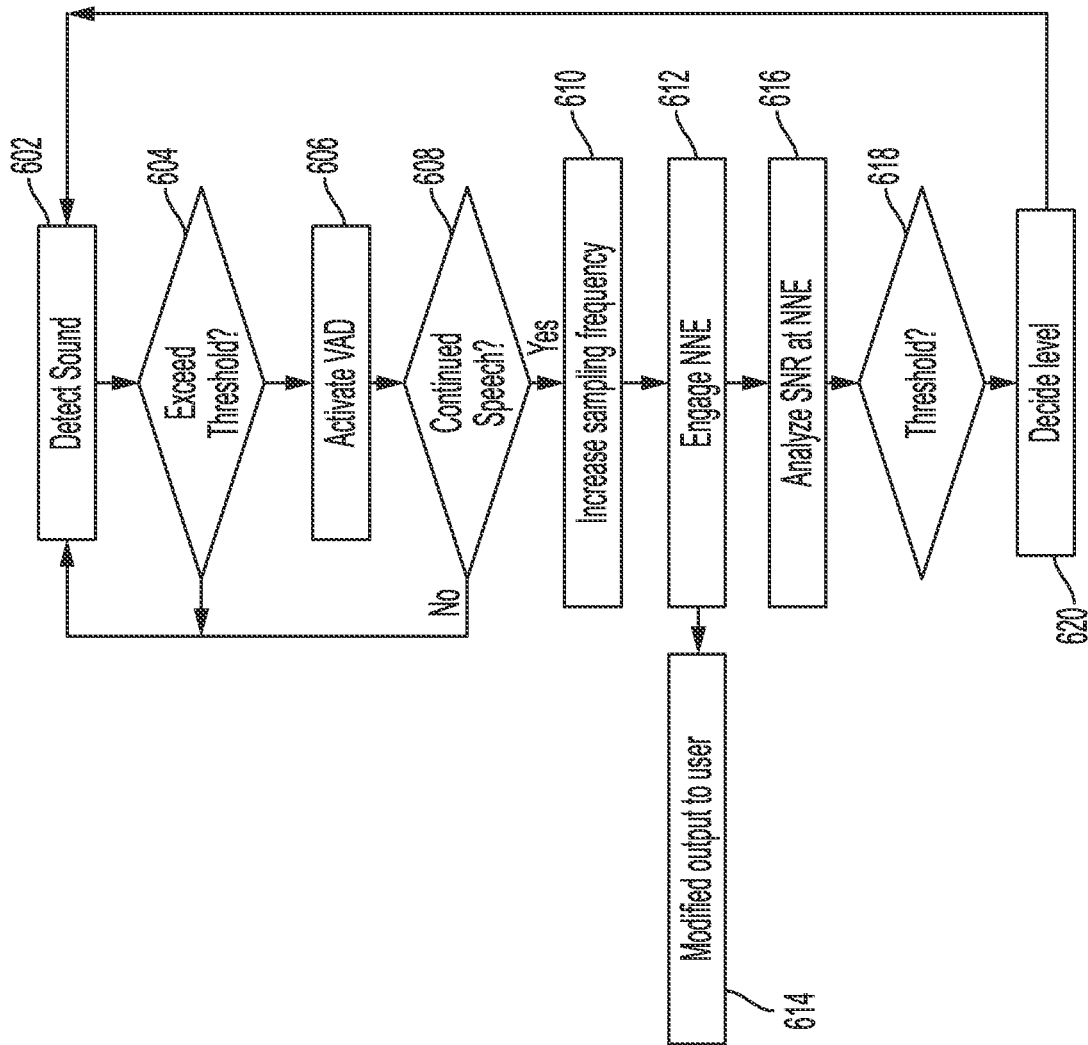 602
Detect Sound
604
Exceed
Threshold?
606
Activate VAD
608
Continued
Speech?
No
Yes
610
Increase sampling frequency
612
Engage NNE
614
Modified output to user
616
Analyze SNR at NNE
618
Threshold?
620
Decide level